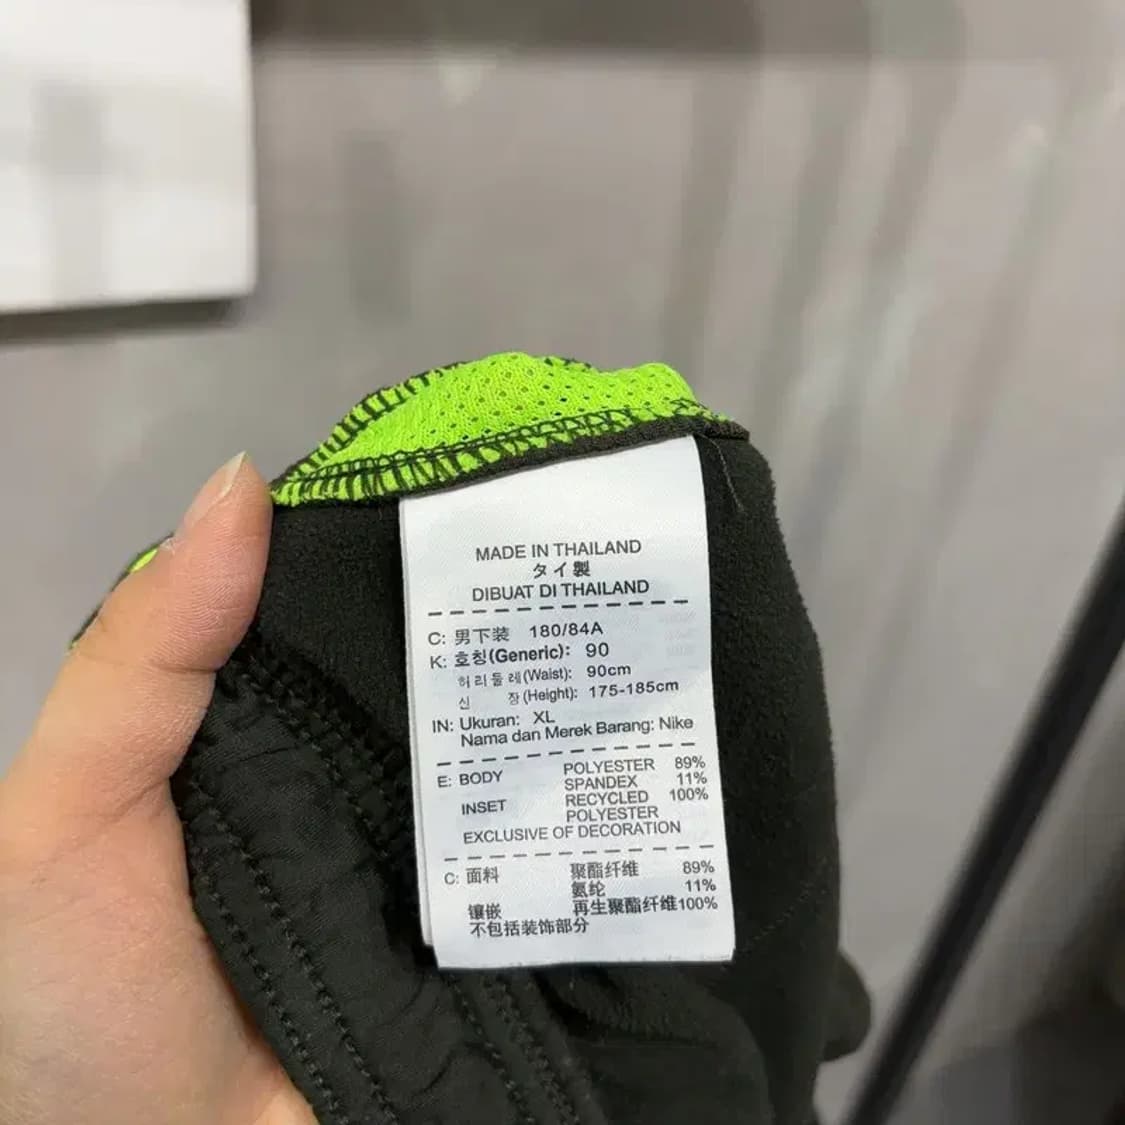 MADE IN THAILAND
タイ製
DIBUAT DI THAILAND
C: 男下装 180/84A
K: 호칭(Generic): 90
허리둘레(Waist): 90cm
신 장(Height): 175-185cm
IN: Ukuran: XL
Nama dan Merek Barang: Nike
E: BODY POLYESTER 89%
SPANDEX 11%
INSET RECYCLED 100%
POLYESTER
EXCLUSIVE OF DECORATION
C: 面料 聚酯纤维 89%
氨纶 11%
镶嵌 再生聚酯纤维100%
不包括装饰部分